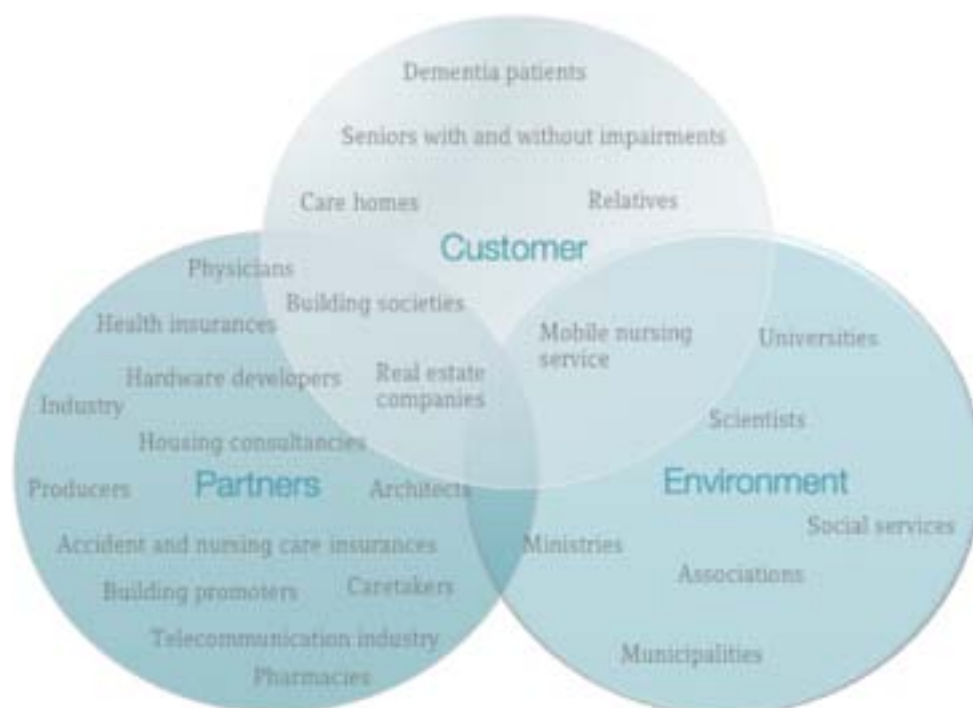 Dementia patients
Seniors with and without impairments
Care homes
Relatives
Customer
Physicians
Building societies
Health insurances
Mobile nursing
service
Universities
Hardware developers
Real estate
companies
Industry
Scientists
Housing consultancies
Producers
Partners
Architects
Environment
Social services
Accident and nursing care insurances
Ministries
Associations
Building promoters
Caretakers
Telecommunication industry
Municipalities
Pharmacies